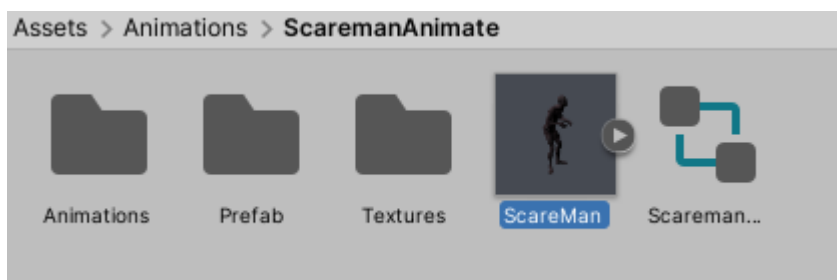 Assets > Animations > ScaremanAnimate
Animations Prefab Textures ScareMan Scareman...